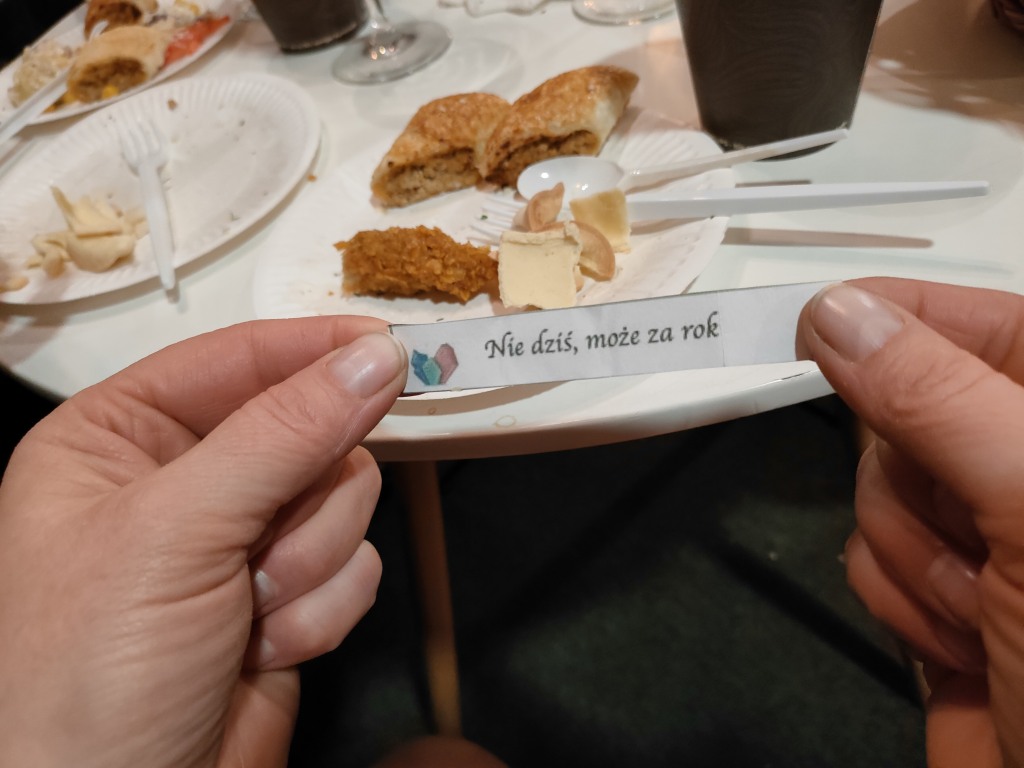 Nie dziś, może za rok